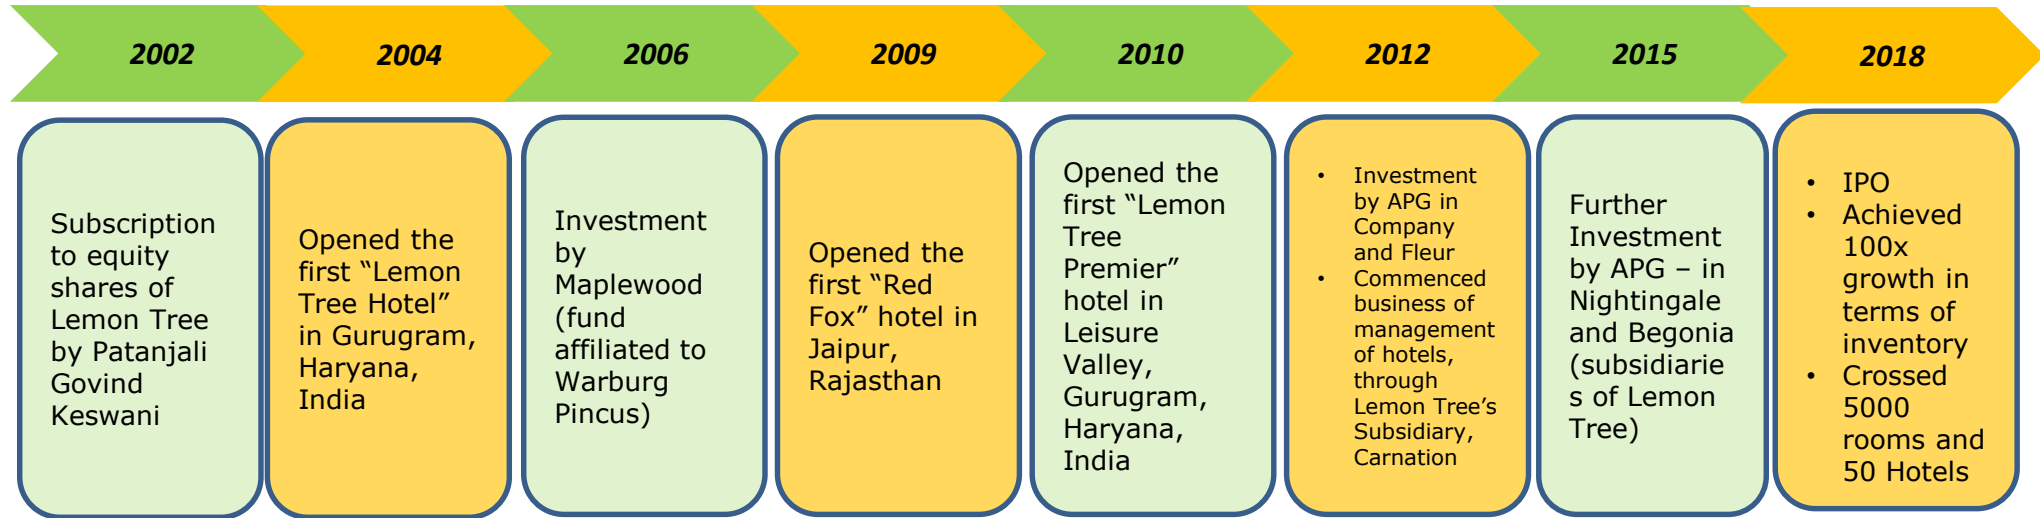 2002
2004
2006
2009
2010
2012
2015
2018
Subscription
to equity
shares of
Lemon Tree
by Patanjali
Govind
Keswani
Opened the
first “Lemon
Tree Hotel”
in Gurugram,
Haryana,
India
Investment
by
Maplewood
(fund
affiliated to
Warburg
Pincus)
Opened the
first “Red
Fox” hotel in
Jaipur,
Rajasthan
Opened the
first “Lemon
Tree
Premier”
hotel in
Leisure
Valley,
Gurugram,
Haryana,
India
• Investment
by APG in
Company
and Fleur
• Commenced
business of
management
of hotels,
through
Lemon Tree’s
Subsidiary,
Carnation
Further
Investment
by APG – in
Nightingale
and Begonia
(subsidiarie
s of Lemon
Tree)
• IPO
• Achieved
100x
growth in
terms of
inventory
• Crossed
5000
rooms and
50 Hotels